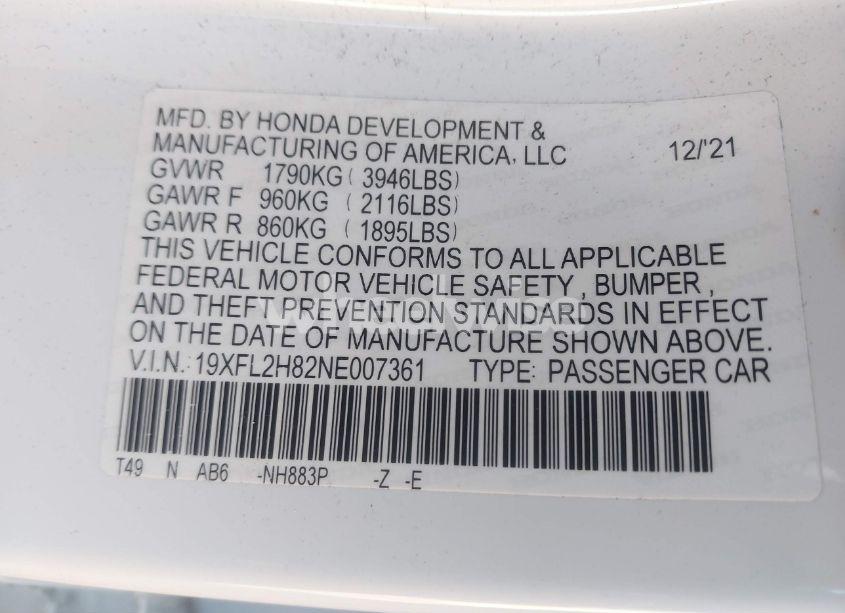 MFD. BY HONDA DEVELOPMENT &
MANUFACTURING OF AMERICA, LLC 12/'21
GVWR 1790KG ( 3946LBS)
GAWR F 960KG ( 2116LBS)
GAWR R 860KG ( 1895LBS)
THIS VEHICLE CONFORMS TO ALL APPLICABLE
FEDERAL MOTOR VEHICLE SAFETY , BUMPER ,
AND THEFT PREVENTION STANDARDS IN EFFECT
ON THE DATE OF MANUFACTURE SHOWN ABOVE.
V.I.N.: 19XFL2H82NE007361 TYPE: PASSENGER CAR
T49 N AB6 -NH883P -Z -E